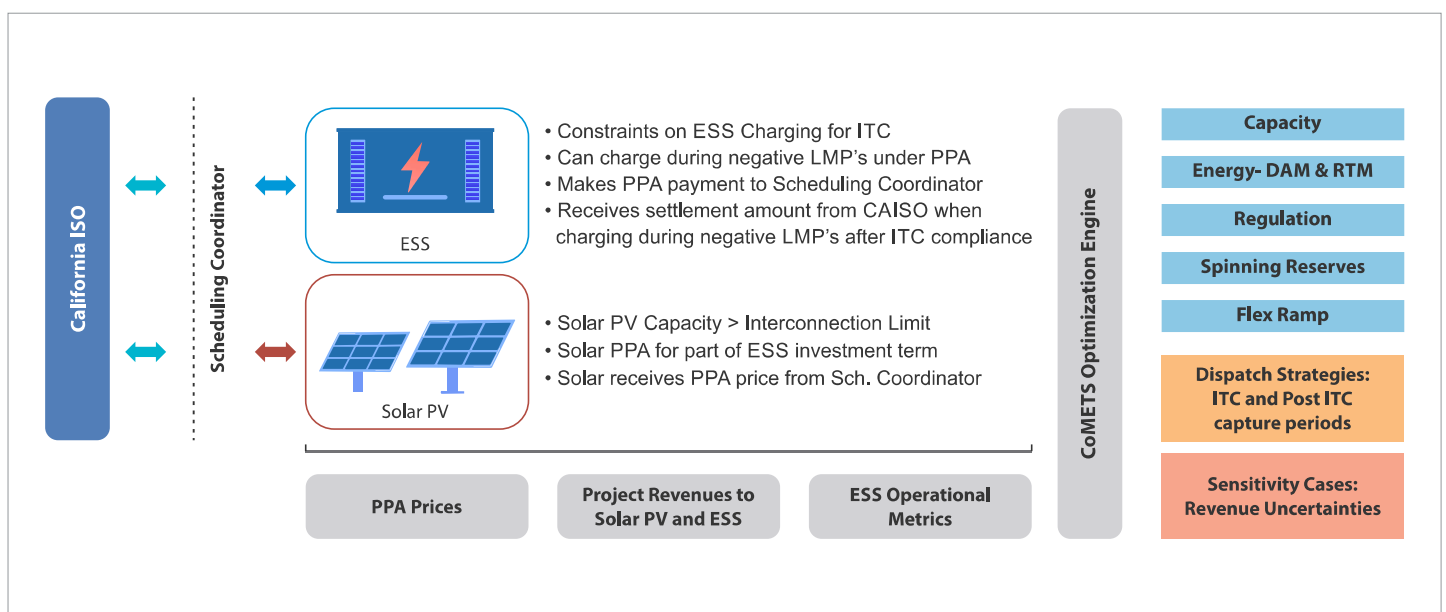 California ISO
Scheduling Coordinator
ESS
• Constraints on ESS Charging for ITC
• Can charge during negative LMP's under PPA
• Makes PPA payment to Scheduling Coordinator
• Receives settlement amount from CAISO when
charging during negative LMP's after ITC compliance
Solar PV
• Solar PV Capacity > Interconnection Limit
• Solar PPA for part of ESS investment term
• Solar receives PPA price from Sch. Coordinator
PPA Prices
Project Revenues to
Solar PV and ESS
ESS Operational
Metrics
CoMETS Optimization Engine
Capacity
Energy- DAM & RTM
Regulation
Spinning Reserves
Flex Ramp
Dispatch Strategies:
ITC and Post ITC
capture periods
Sensitivity Cases:
Revenue Uncertainties